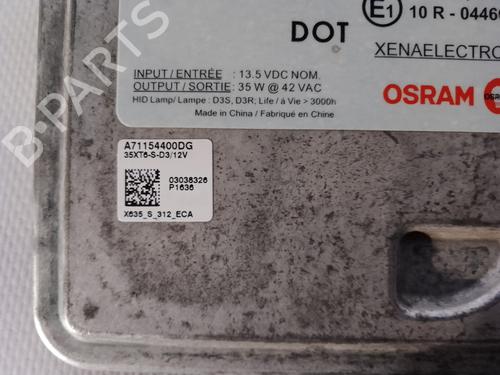 E1 10 R - 0446
DOT
XENAELECTRO
INPUT / ENTRÉE : 13.5 VDC NOM.
OUTPUT / SORTIE: 35 W @ 42 VAC
HID Lamp/ Lampe : D3S, D3R; Life / à Vie > 3000h
Made in China / Fabriqué en Chine
OSRAM
A71154400DG
35XT6-S-D3/12V
03038326
P1636
X635_S_312_ECA
B-PARTS